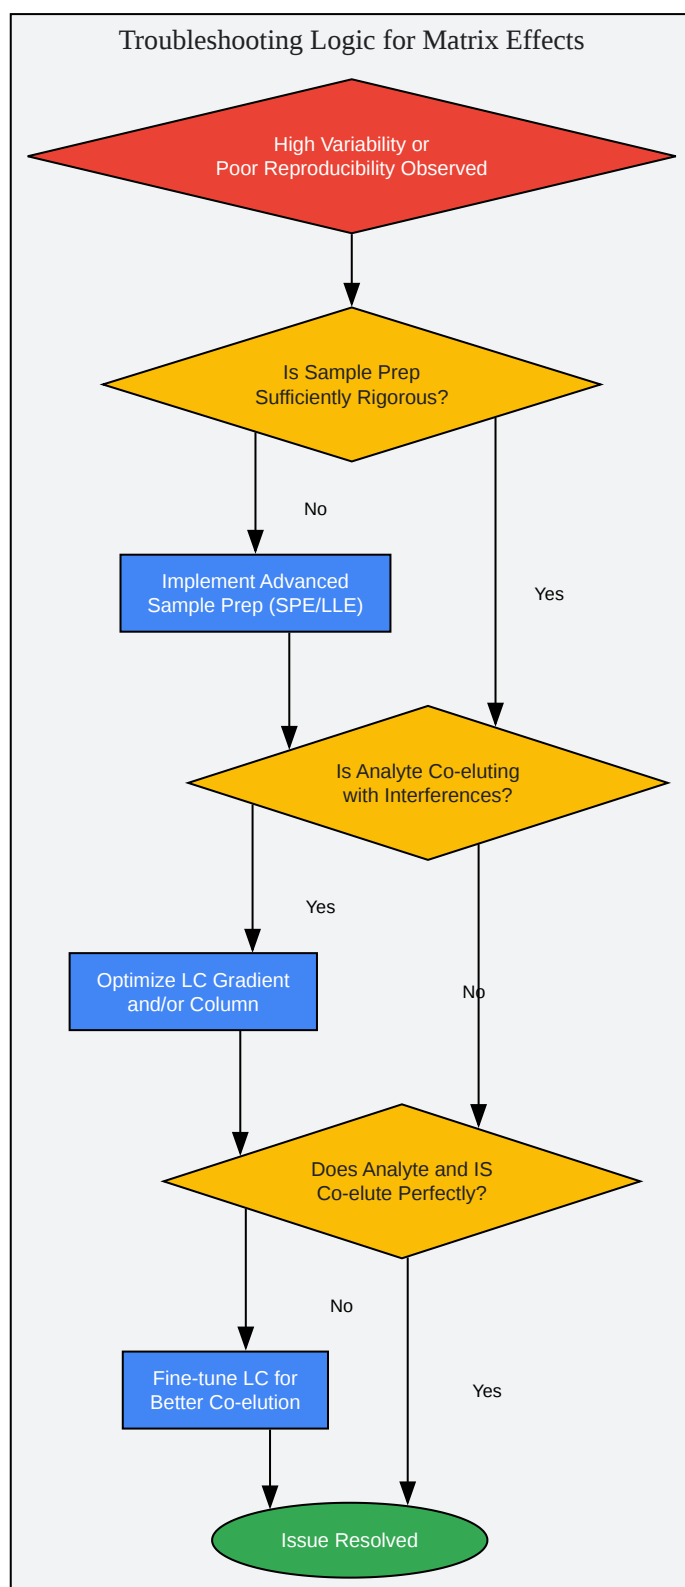 Troubleshooting Logic for Matrix Effects
High Variability or
Poor Reproducibility Observed
Is Sample Prep
Sufficiently Rigorous?
No
Implement Advanced
Sample Prep (SPE/LLE)
Yes
Is Analyte Co-eluting
with Interferences?
Yes
Optimize LC Gradient
and/or Column
No
Does Analyte and IS
Co-elute Perfectly?
No
Fine-tune LC for
Better Co-elution
Yes
Issue Resolved